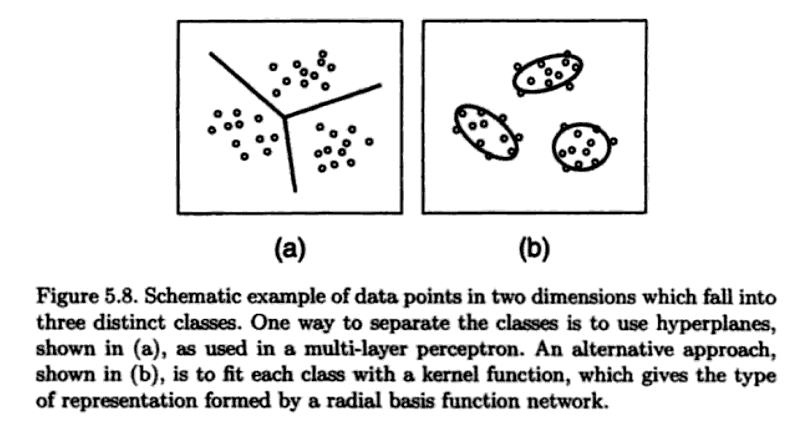 (a)
(b)
Figure 5.8. Schematic example of data points in two dimensions which fall into
three distinct classes. One way to separate the classes is to use hyperplanes,
shown in (a), as used in a multi-layer perceptron. An alternative approach,
shown in (b), is to fit each class with a kernel function, which gives the type
of representation formed by a radial basis function network.